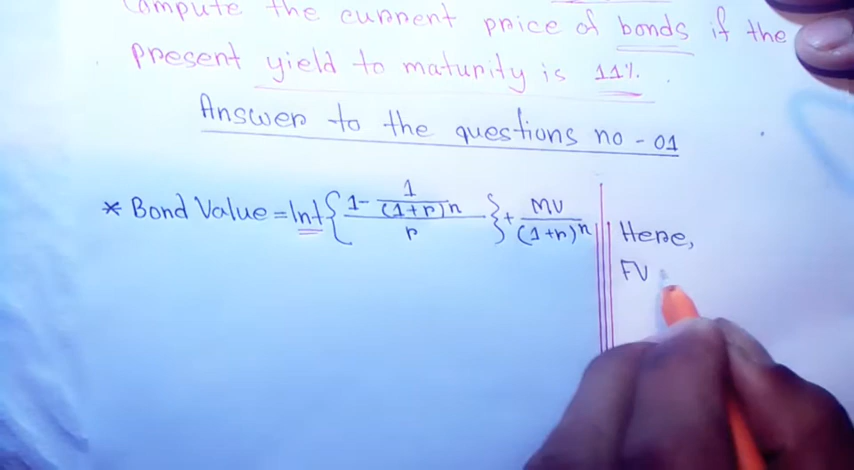 Compute the current price of bonds if the
present yield to maturity is 11%.
Answer to the questions no - 01
* Bond Value = Int { 1 - 1/(1+r)n / r } + MV/(1+r)n
Here,
FV